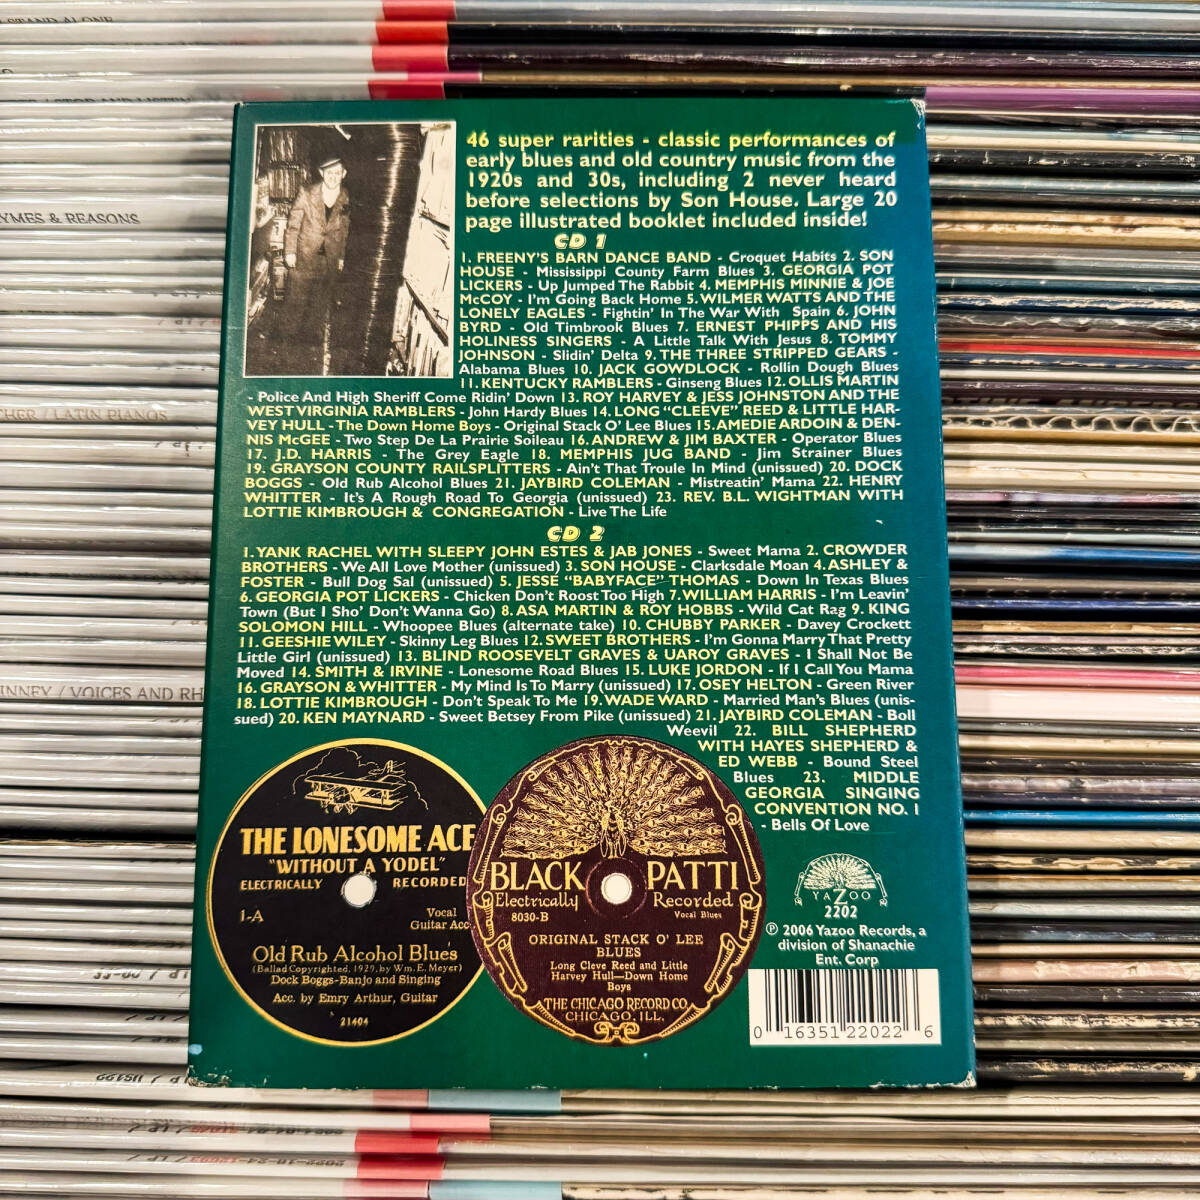 STAND ALONE
YMES & REASONS
CHER / LATIN PIANOS
INNEY / VOICES AND RH
46 super rarities - classic performances of
early blues and old country music from the
1920s and 30s, including 2 never heard
before selections by Son House. Large 20
page illustrated booklet included inside!
CD 1
1. FREENY'S BARN DANCE BAND - Croquet Habits 2. SON
HOUSE - Mississippi County Farm Blues 3. GEORGIA POT
LICKERS - Up Jumped The Rabbit 4. MEMPHIS MINNIE & JOE
McCOY - I'm Going Back Home 5. WILMER WATTS AND THE
LONELY EAGLES - Fightin' In The War With Spain 6. JOHN
BYRD - Old Timbrook Blues 7. ERNEST PHIPPS AND HIS
HOLINESS SINGERS - A Little Talk With Jesus 8. TOMMY
JOHNSON - Slidin' Delta 9. THE THREE STRIPPED GEARS -
Alabama Blues 10. JACK GOWDLOCK - Rollin Dough Blues
11. KENTUCKY RAMBLERS - Ginseng Blues 12. OLLIS MARTIN
- Police And High Sheriff Come Ridin' Down 13. ROY HARVEY & JESS JOHNSTON AND THE
WEST VIRGINIA RAMBLERS - John Hardy Blues 14. LONG "CLEEVE" REED & LITTLE HAR-
VEY HULL - The Down Home Boys - Original Stack O' Lee Blues 15. AMEDIE ARDOIN & DEN-
NIS McGEE - Two Step De La Prairie Soileau 16. ANDREW & JIM BAXTER - Operator Blues
17. J.D. HARRIS - The Grey Eagle 18. MEMPHIS JUG BAND - Jim Strainer Blues
19. GRAYSON COUNTY RAILSPLITTERS - Ain't That Troule In Mind (unissued) 20. DOCK
BOGGS - Old Rub Alcohol Blues 21. JAYBIRD COLEMAN - Mistreatin' Mama 22. HENRY
WHITTER - It's A Rough Road To Georgia (unissued) 23. REV. B.L. WIGHTMAN WITH
LOTTIE KIMBROUGH & CONGREGATION - Live The Life
CD 2
1. YANK RACHEL WITH SLEEPY JOHN ESTES & JAB JONES - Sweet Mama 2. CROWDER
BROTHERS - We All Love Mother (unissued) 3. SON HOUSE - Clarksdale Moan 4. ASHLEY &
FOSTER - Bull Dog Sal (unissued) 5. JESSE "BABYFACE" THOMAS - Down In Texas Blues
6. GEORGIA POT LICKERS - Chicken Don't Roost Too High 7. WILLIAM HARRIS - I'm Leavin'
Town (But I Sho' Don't Wanna Go) 8. ASA MARTIN & ROY HOBBS - Wild Cat Rag 9. KING
SOLOMON HILL - Whoopee Blues (alternate take) 10. CHUBBY PARKER - Davey Crockett
11. GEESHIE WILEY - Skinny Leg Blues 12. SWEET BROTHERS - I'm Gonna Marry That Pretty
Little Girl (unissued) 13. BLIND ROOSEVELT GRAVES & UAROY GRAVES - I Shall Not Be
Moved 14. SMITH & IRVINE - Lonesome Road Blues 15. LUKE JORDON - If I Call You Mama
16. GRAYSON & WHITTER - My Mind Is To Marry (unissued) 17. OSEY HELTON - Green River
18. LOTTIE KIMBROUGH - Don't Speak To Me 19. WADE WARD - Married Man's Blues (unis-
sued) 20. KEN MAYNARD - Sweet Betsey From Pike (unissued) 21. JAYBIRD COLEMAN - Boll
Weevil 22. BILL SHEPHERD
WITH HAYES SHEPHERD &
ED WEBB - Bound Steel
Blues 23. MIDDLE
GEORGIA SINGING
CONVENTION NO. 1
- Bells Of Love
THE LONESOME ACE
"WITHOUT A YODEL"
ELECTRICALLY RECORDED
1-A
Vocal
Guitar Acc.
Old Rub Alcohol Blues
(Ballad Copyrighted, 1929, by Wm. E. Meyer)
Dock Boggs-Banjo and Singing
Acc. by Emry Arthur, Guitar
21404
BLACK PATTI
Electrically Recorded
8030-B Vocal Blues
ORIGINAL STACK O' LEE
BLUES
Long Cleve Reed and Little
Harvey Hull—Down Home
Boys
THE CHICAGO RECORD CO.
CHICAGO, ILL.
YAZOO
2202
℗ 2006 Yazoo Records, a
division of Shanachie
Ent. Corp
0 16351 22022 6